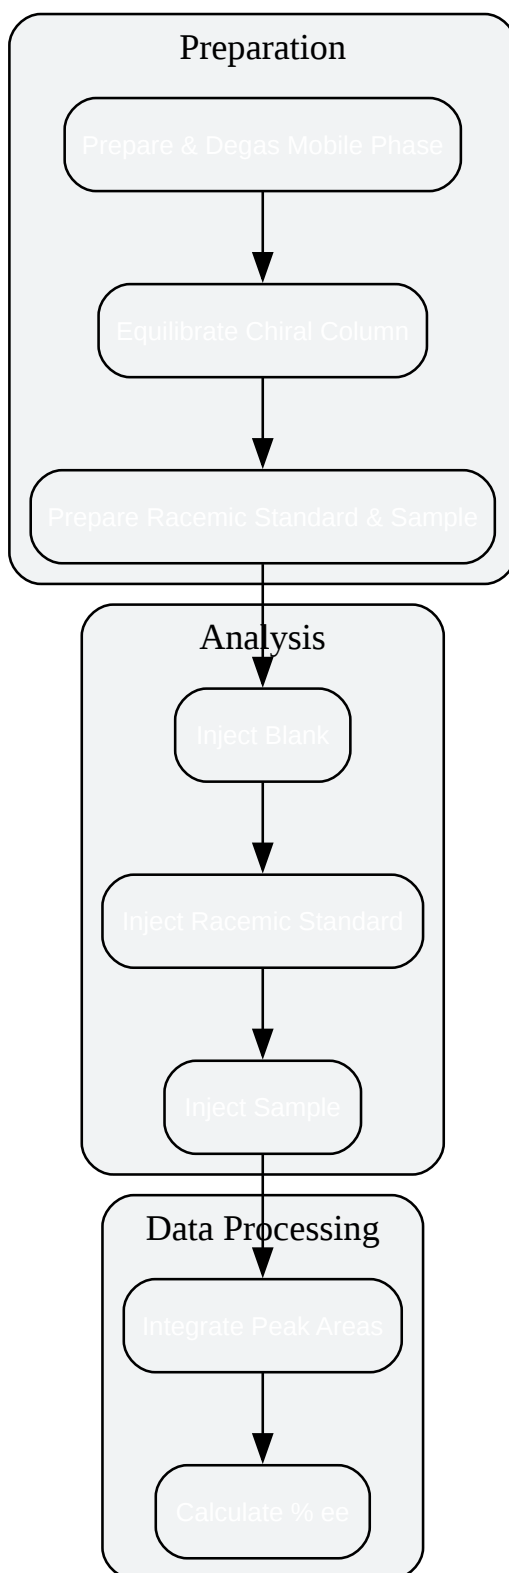 Preparation
Prepare & Degas Mobile Phase
Equilibrate Chiral Column
Prepare Racemic Standard & Sample
Analysis
Inject Blank
Inject Racemic Standard
Inject Sample
Data Processing
Integrate Peak Areas
Calculate % ee